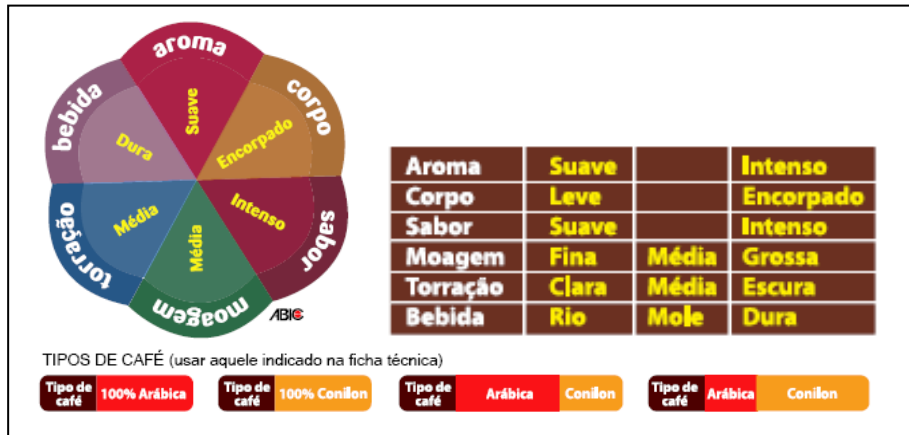 aroma
bebida
corpo
Suave
Dura
Encorpado
Média
Intenso
Média
torração
sabor
moagem
ABIC
Aroma Suave Intenso
Corpo Leve Encorpado
Sabor Suave Intenso
Moagem Fina Média Grossa
Torração Clara Média Escura
Bebida Rio Mole Dura
TIPOS DE CAFÉ (usar aquele indicado na ficha técnica)
Tipo de café 100% Arábica
Tipo de café 100% Conilon
Tipo de café Arábica Conilon
Tipo de café Arábica Conilon